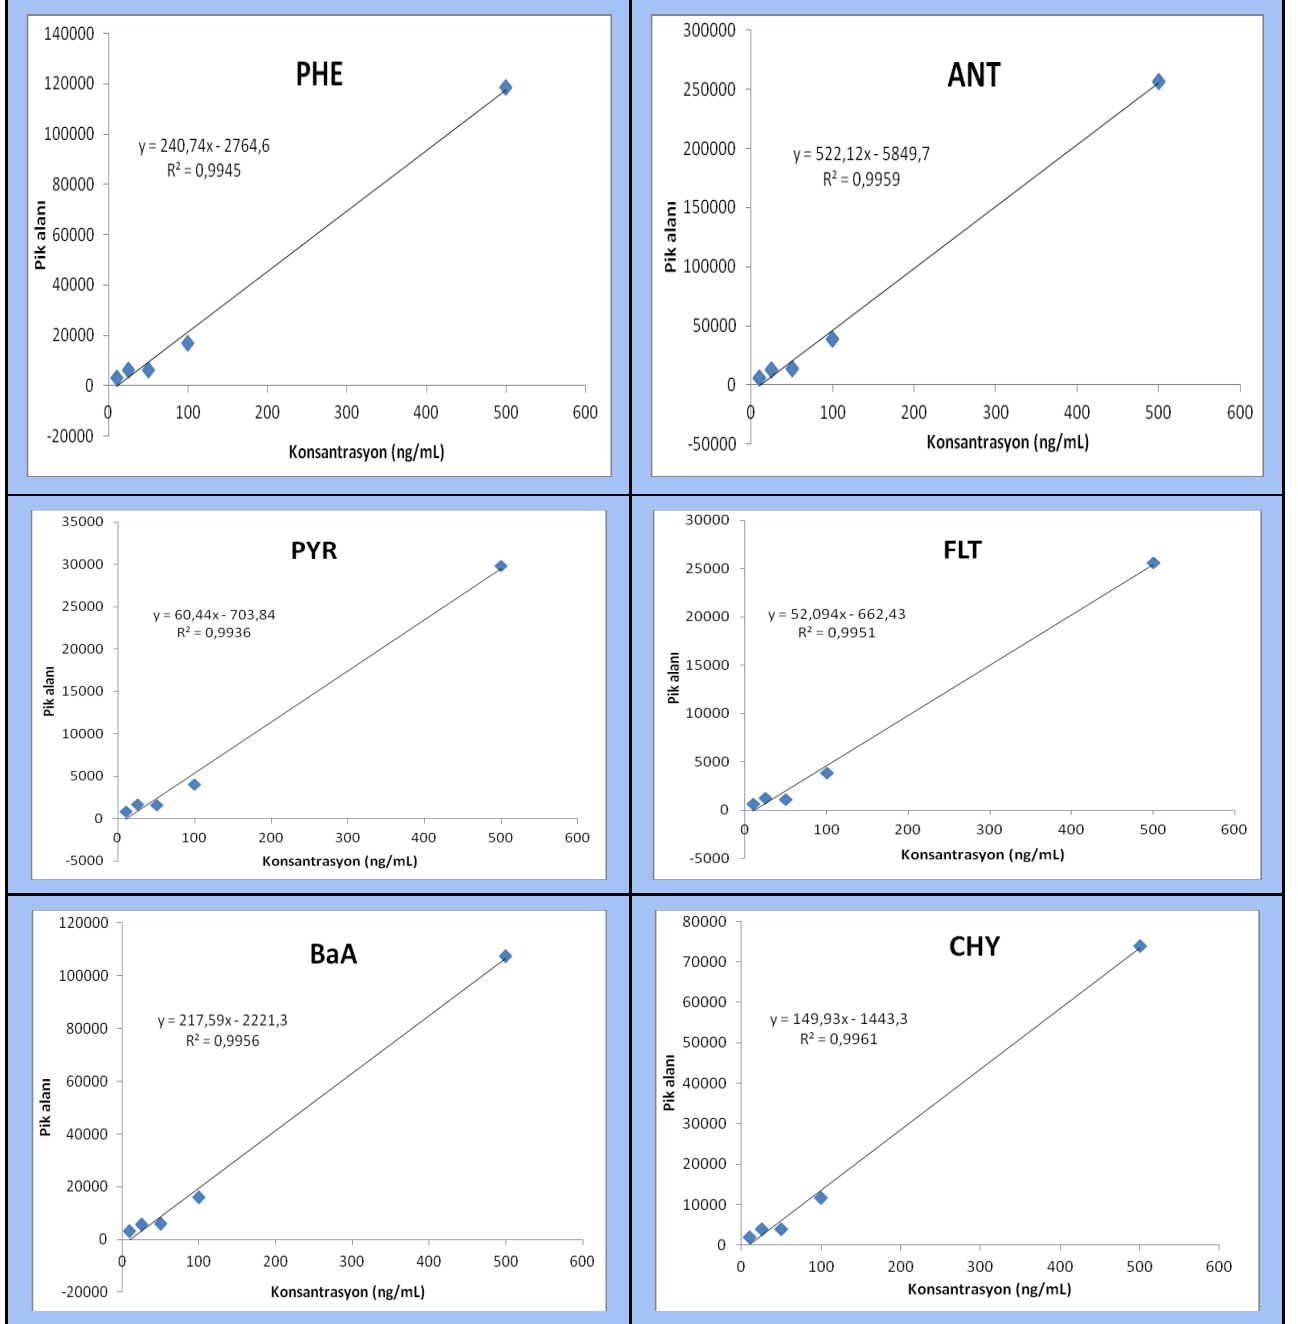 PHE
y = 240,74x - 2764,6
R² = 0,9945
140000
120000
100000
80000
60000
40000
20000
0
-20000
Pik alanı
0 100 200 300 400 500 600
Konsantrasyon (ng/mL)
ANT
y = 522,12x - 5849,7
R² = 0,9959
300000
250000
200000
150000
100000
50000
0
-50000
Pik alanı
0 100 200 300 400 500 600
Konsantrasyon (ng/mL)
PYR
y = 60,44x - 703,84
R² = 0,9936
35000
30000
25000
20000
15000
10000
5000
0
-5000
Pik alanı
0 100 200 300 400 500 600
Konsantrasyon (ng/mL)
FLT
y = 52,094x - 662,43
R² = 0,9951
30000
25000
20000
15000
10000
5000
0
-5000
Pik alanı
0 100 200 300 400 500 600
Konsantrasyon (ng/mL)
BaA
y = 217,59x - 2221,3
R² = 0,9956
120000
100000
80000
60000
40000
20000
0
-20000
Pik alanı
0 100 200 300 400 500 600
Konsantrasyon (ng/mL)
CHY
y = 149,93x - 1443,3
R² = 0,9961
80000
70000
60000
50000
40000
30000
20000
10000
0
Pik alanı
0 100 200 300 400 500 600
Konsantrasyon (ng/mL)